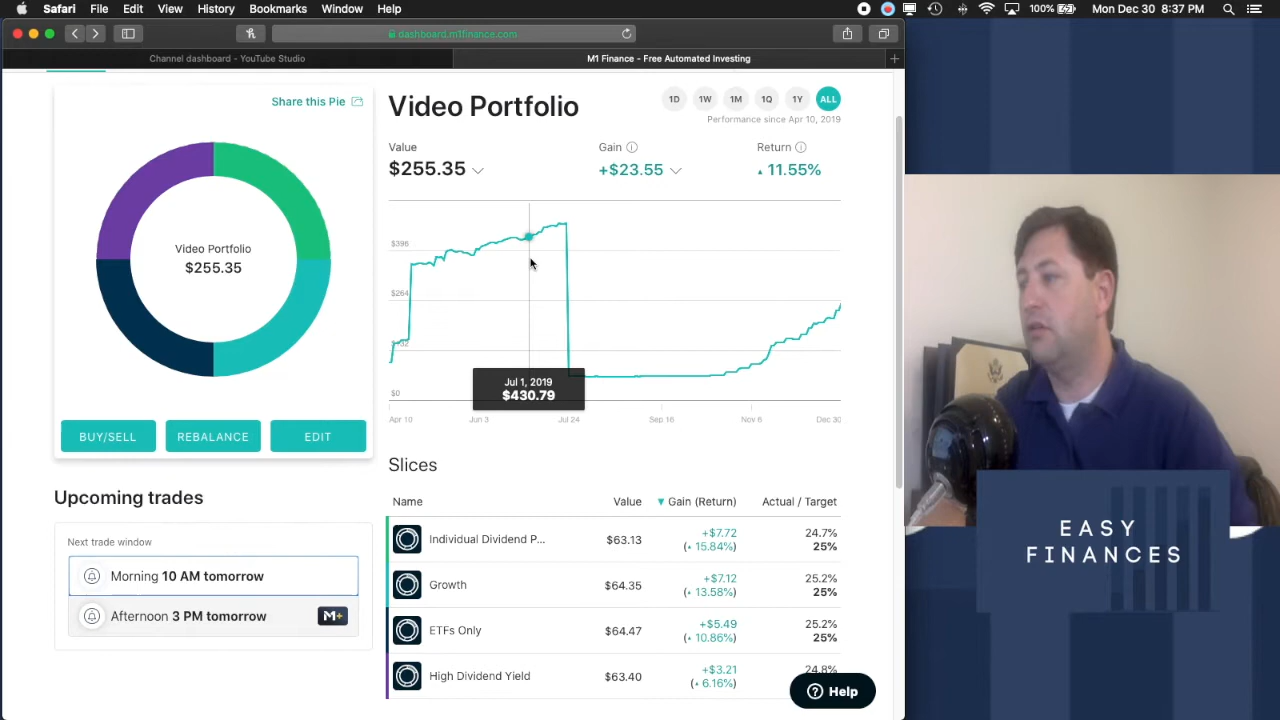 Safari File Edit View History Bookmarks Window Help 100% Mon Dec 30 8:37 PM
dashboard.m1finance.com
Channel dashboard - YouTube Studio M1 Finance - Free Automated Investing
Share this Pie
Video Portfolio
$255.35
BUY/SELL REBALANCE EDIT
Upcoming trades
Next trade window
Morning 10 AM tomorrow
Afternoon 3 PM tomorrow M+
Video Portfolio
1D 1W 1M 1Q 1Y ALL
Performance since Apr 10, 2019
Value Gain Return
$255.35 +$23.55 11.55%
$396
$264
$0
Jul 1, 2019
$430.79
Apr 10 Jun 3 Jul 24 Sep 16 Nov 6 Dec 30
Slices
Name Value Gain (Return) Actual / Target
Individual Dividend P... $63.13 +$7.72 (15.84%) 24.7% 25%
Growth $64.35 +$7.12 (13.58%) 25.2% 25%
ETFs Only $64.47 +$5.49 (10.86%) 25.2% 25%
High Dividend Yield $63.40 +$3.21 (6.16%) 24.8%
Help
EASY
FINANCES